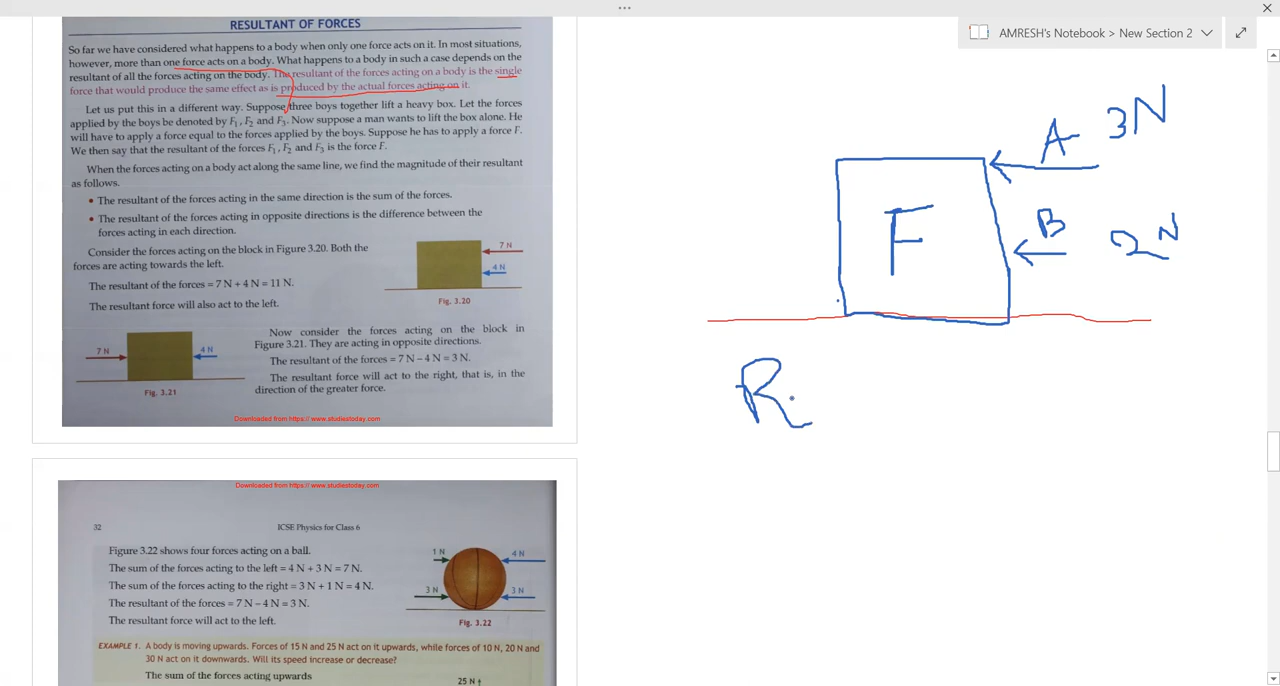 RESULTANT OF FORCES
So far we have considered what happens to a body when only one force acts on it. In most situations,
however, more than one force acts on a body. What happens to a body in such a case depends on the
resultant of all the forces acting on the body. The resultant of the forces acting on a body is the single
force that would produce the same effect as is produced by the actual forces acting on it.
Let us put this in a different way. Suppose three boys together lift a heavy box. Let the forces
applied by the boys be denoted by F1, F2 and F3. Now suppose a man wants to lift the box alone. He
will have to apply a force equal to the forces applied by the boys. Suppose he has to apply a force F.
We then say that the resultant of the forces F1, F2 and F3 is the force F.
When the forces acting on a body act along the same line, we find the magnitude of their resultant
as follows.
• The resultant of the forces acting in the same direction is the sum of the forces.
• The resultant of the forces acting in opposite directions is the difference between the
forces acting in each direction.
Consider the forces acting on the block in Figure 3.20. Both the
forces are acting towards the left.
The resultant of the forces = 7 N + 4 N = 11 N.
The resultant force will also act to the left.
7 N
4 N
Fig. 3.20
7 N
4 N
Fig. 3.21
Now consider the forces acting on the block in
Figure 3.21. They are acting in opposite directions.
The resultant of the forces = 7 N – 4 N = 3 N.
The resultant force will act to the right, that is, in the
direction of the greater force.
Downloaded from https:// www.studiestoday.com
Downloaded from https:// www.studiestoday.com
32
ICSE Physics for Class 6
Figure 3.22 shows four forces acting on a ball.
The sum of the forces acting to the left = 4 N + 3 N = 7 N.
The sum of the forces acting to the right = 3 N + 1 N = 4 N.
The resultant of the forces = 7 N – 4 N = 3 N.
The resultant force will act to the left.
1 N
4 N
3 N
3 N
Fig. 3.22
EXAMPLE 1. A body is moving upwards. Forces of 15 N and 25 N act on it upwards, while forces of 10 N, 20 N and
30 N act on it downwards. Will its speed increase or decrease?
The sum of the forces acting upwards
25 N
AMRESH's Notebook > New Section 2
A 3N
F
B 2N
R